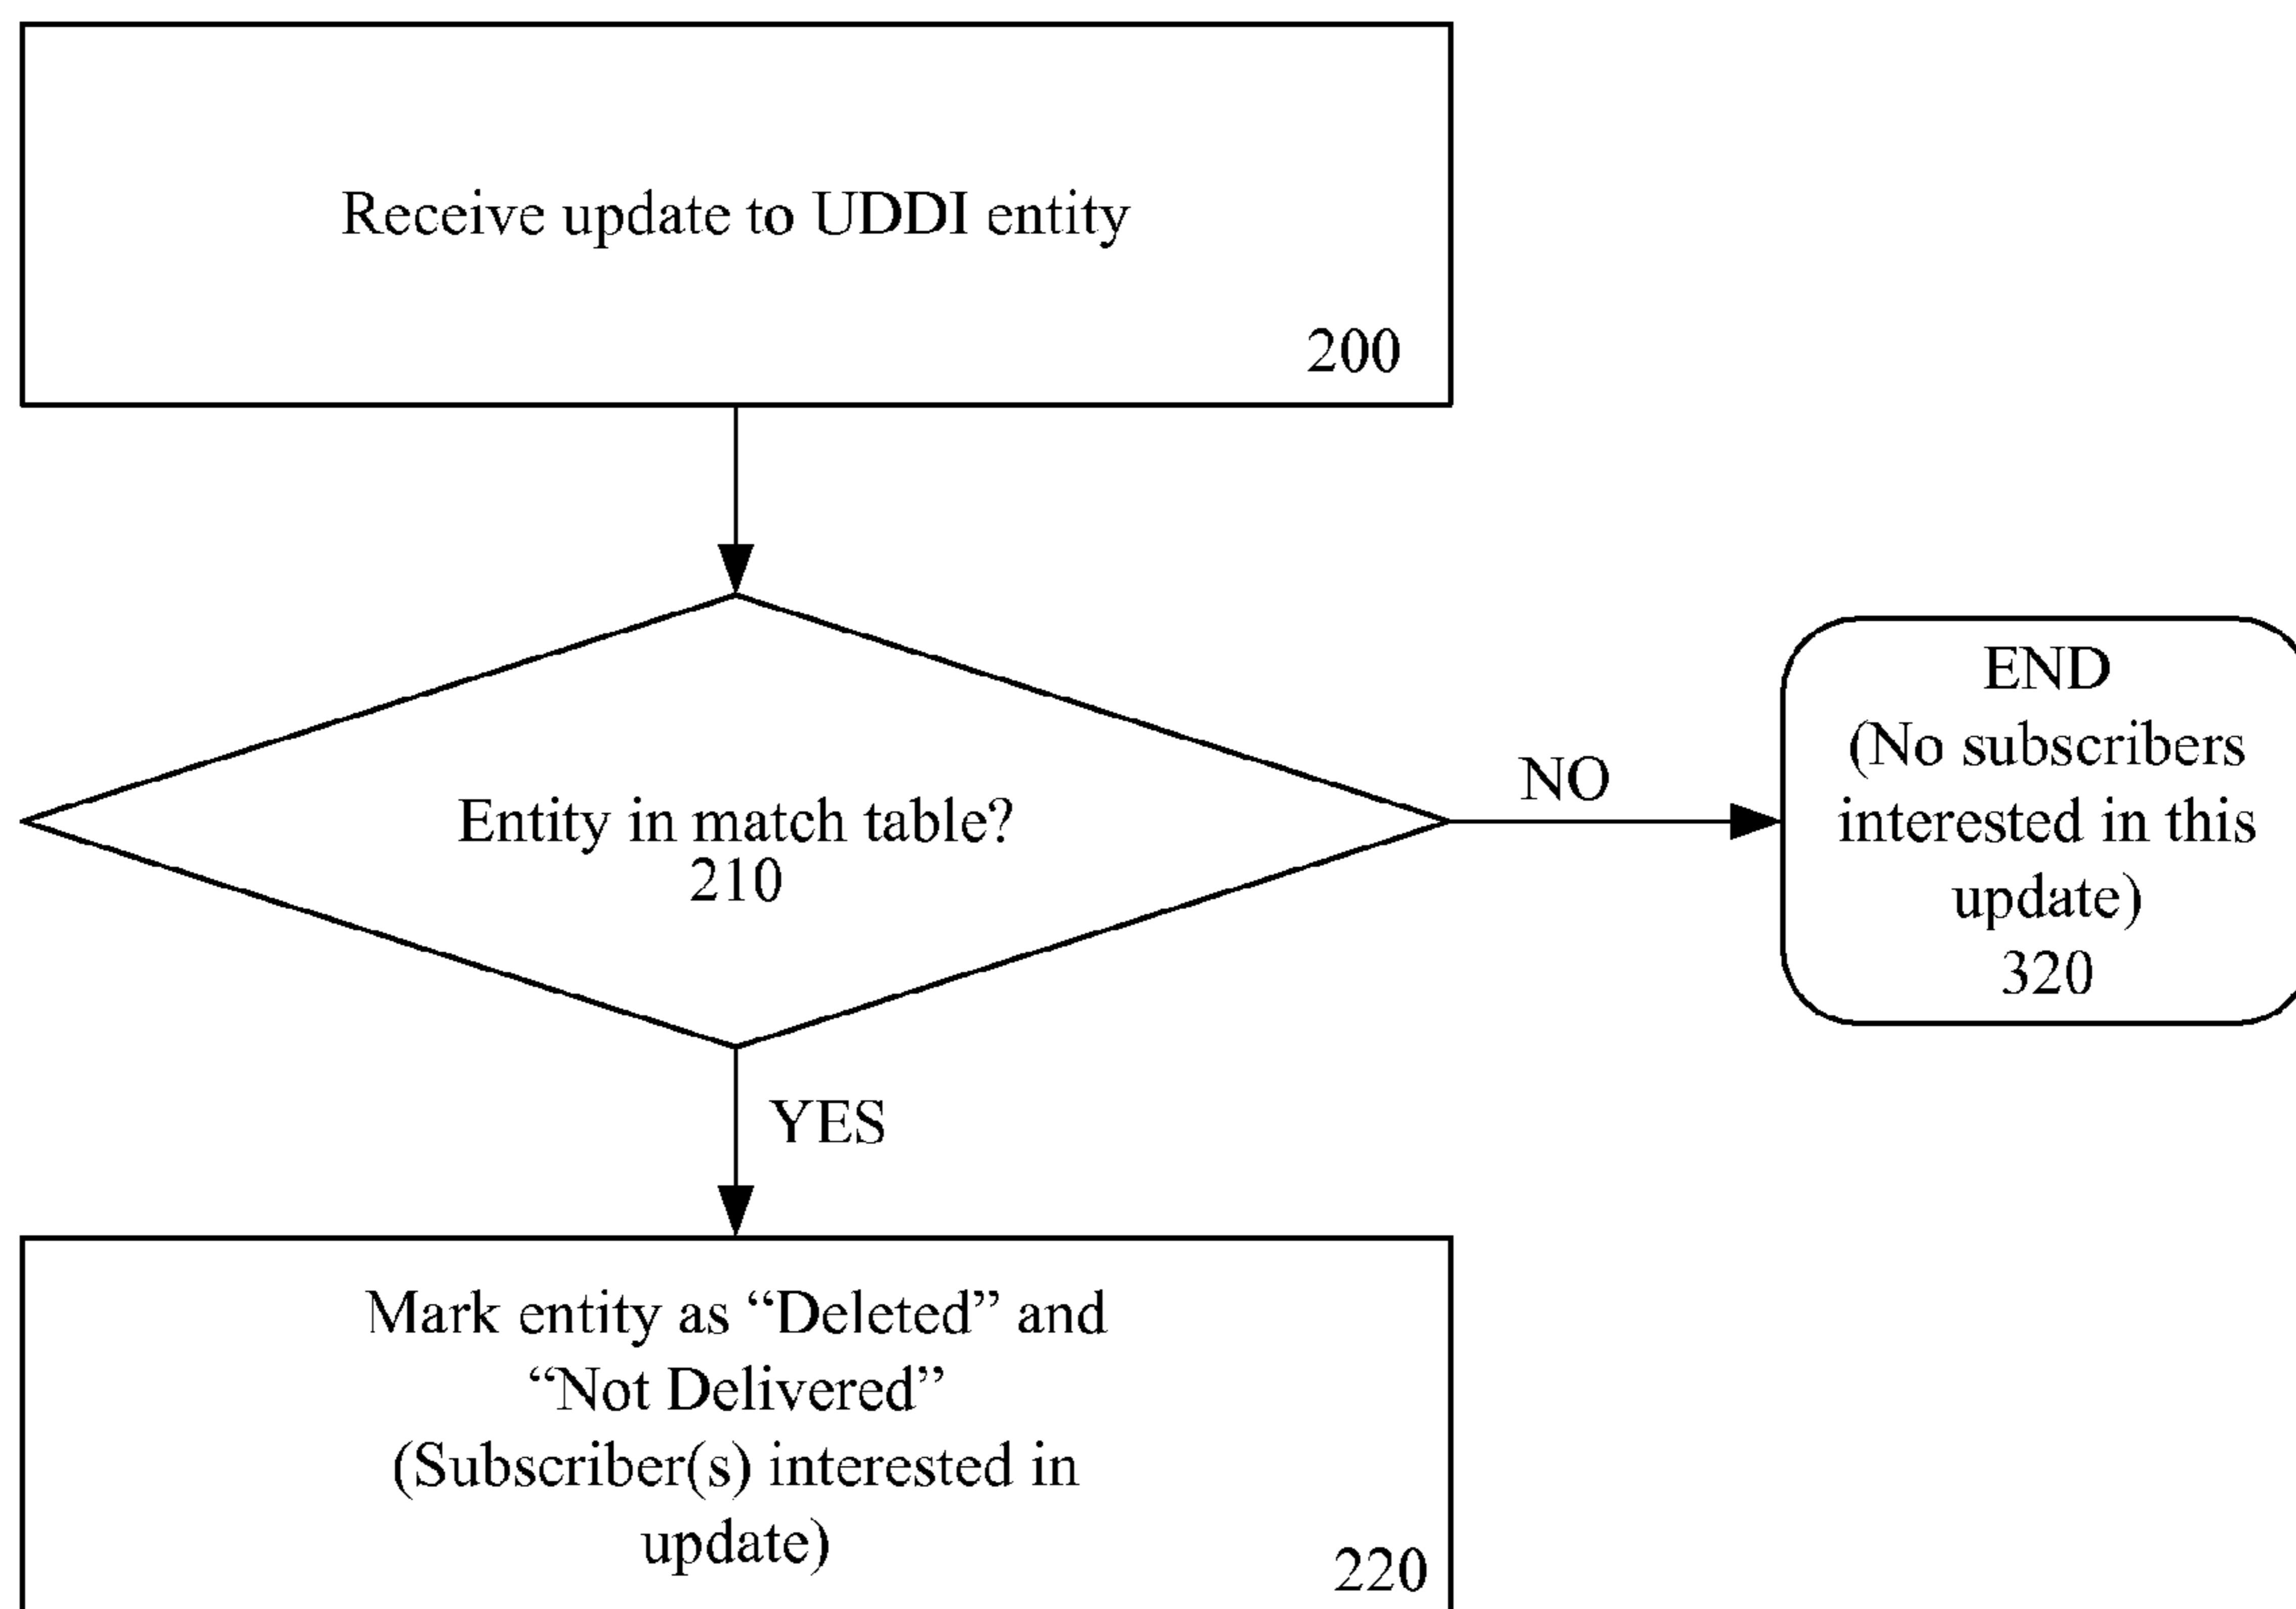 Receive update to UDDI entity
200
Entity in match table?
210
NO
END
(No subscribers
interested in this
update)
320
YES
Mark entity as “Deleted” and
“Not Delivered”
(Subscriber(s) interested in
update)
220